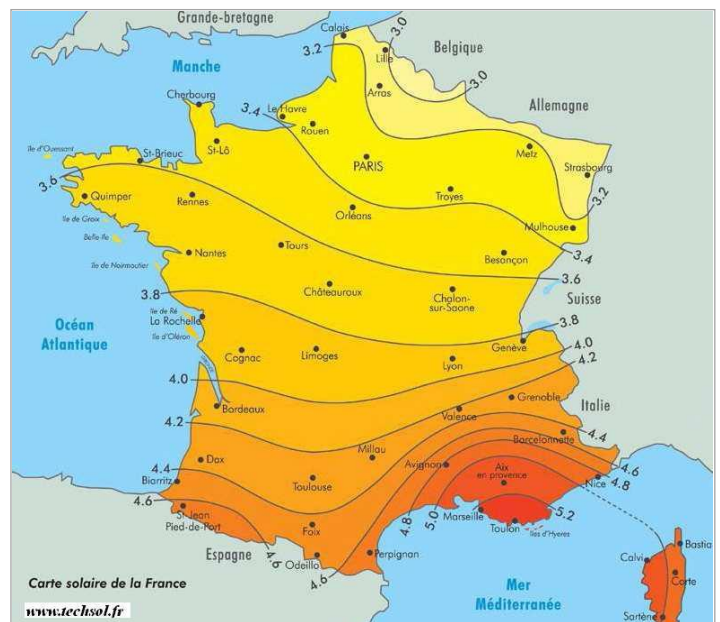 Grande-bretagne
Calais
3.0
3.2
Lille
Belgique
Manche
3.0
Arras
Cherbourg
Allemagne
3.4
Le Havre
Rouen
St-Lô
Ile d'Ouessant
St-Brieuc
PARIS
Metz
Strasbourg
3.6
Quimper
Rennes
Troyes
3.2
Ile de Groix
Orléans
Belle-Ile
Mulhouse
Nantes
Tours
Besançon
3.4
Ile de Noirmoutier
3.6
Châteauroux
3.8
Chalon-
sur-Saone
Suisse
Ile de Ré
La Rochelle
3.8
Océan
Atlantique
Ile d'Oléron
Genève
4.0
Cognac
Limoges
Lyon
4.2
4.0
Bordeaux
Grenoble
Italie
Valence
4.2
4.4
Barcelonnette
Millau
Dax
Avignon
Aix
en provence
4.6
4.4
Nice
4.8
Biarritz
Toulouse
4.6
St Jean
Pied-de-Port
4.8
5.0
Marseille
5.2
Foix
Toulon
Iles d'Hyeres
Espagne
4.6
Odeillo
Perpignan
Bastia
4.6
Calvi
Carte solaire de la France
Mer
Méditerranée
Corte
www.techsol.fr
Sartène